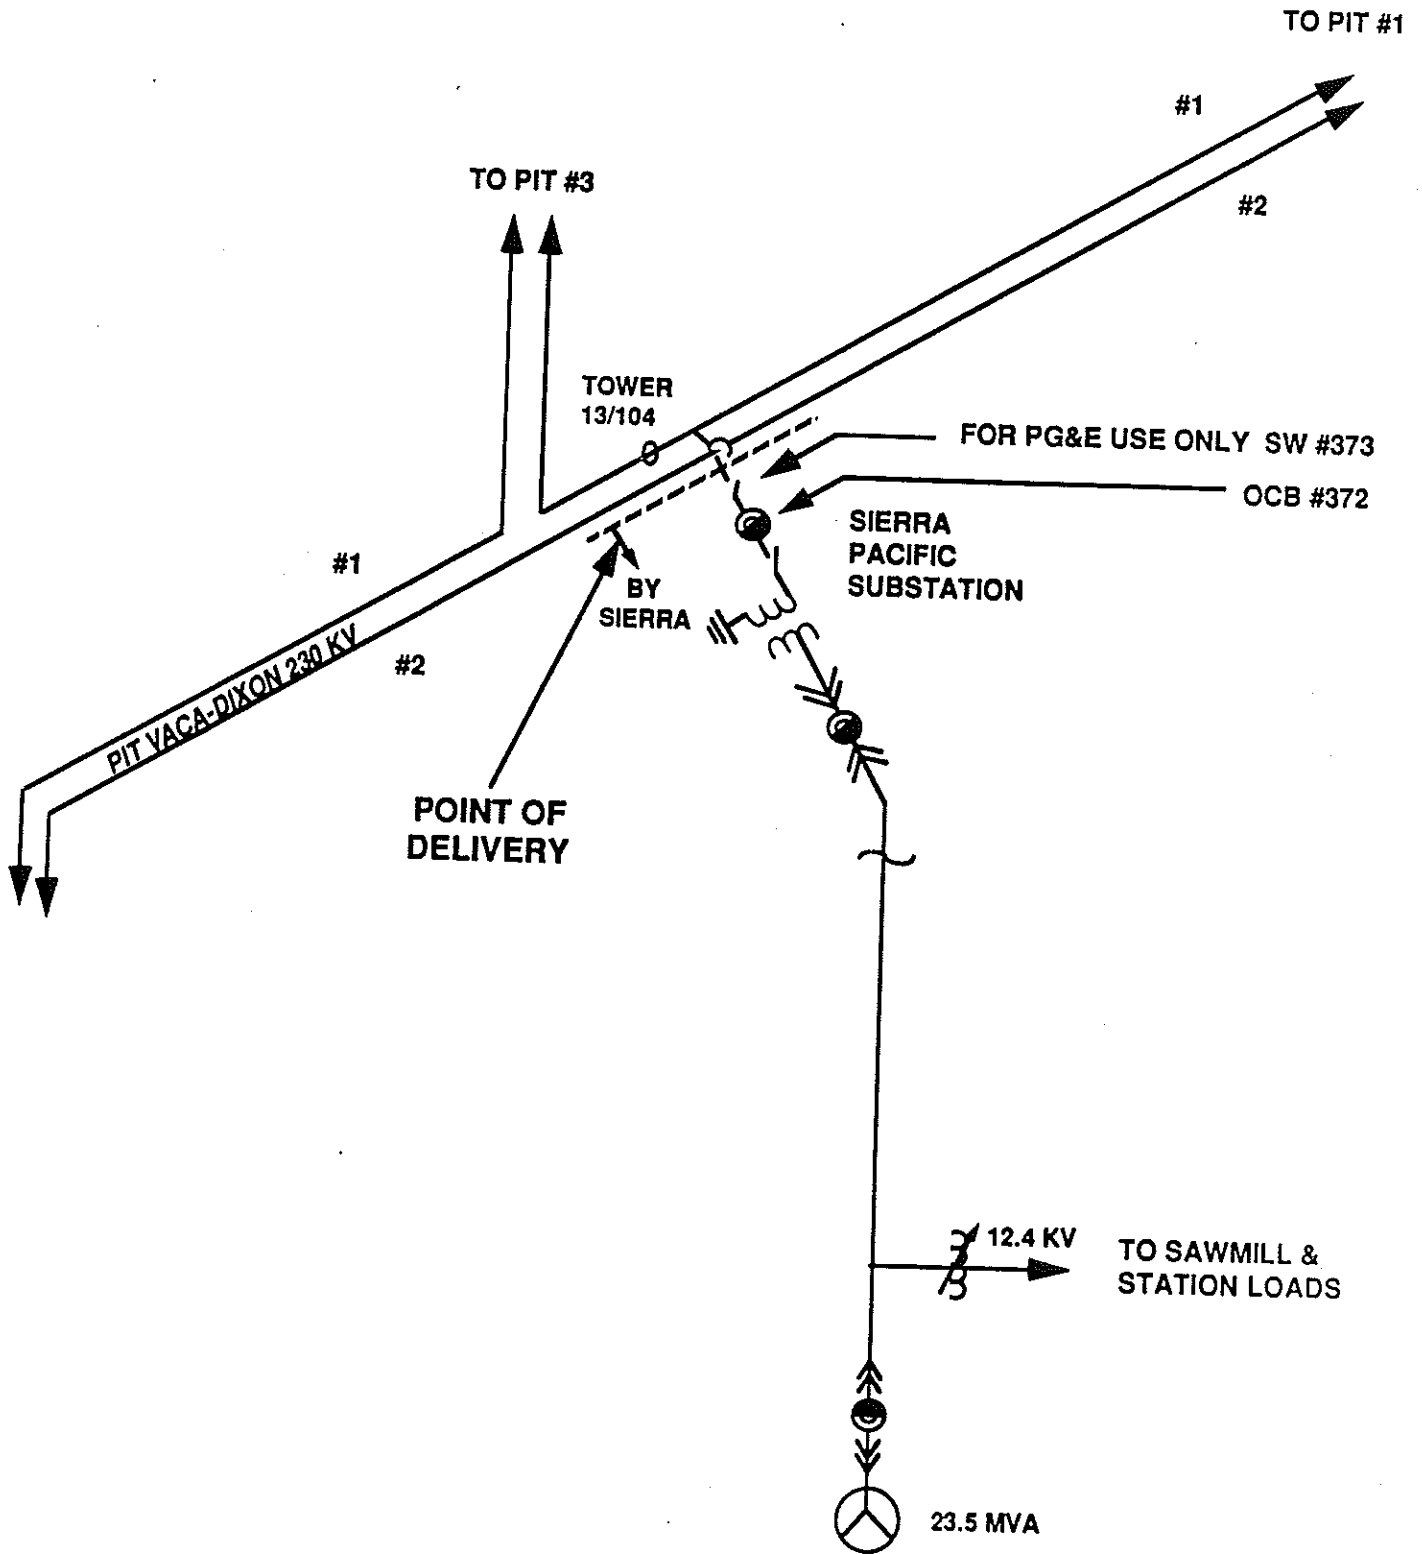 TO PIT #1
#1
TO PIT #3
#2
TOWER
13/104
FOR PG&E USE ONLY SW #373
OCB #372
SIERRA
PACIFIC
SUBSTATION
#1
BY
SIERRA
PIT VACA-DIXON 230 KV
#2
POINT OF
DELIVERY
12.4 KV
TO SAWMILL &
STATION LOADS
23.5 MVA